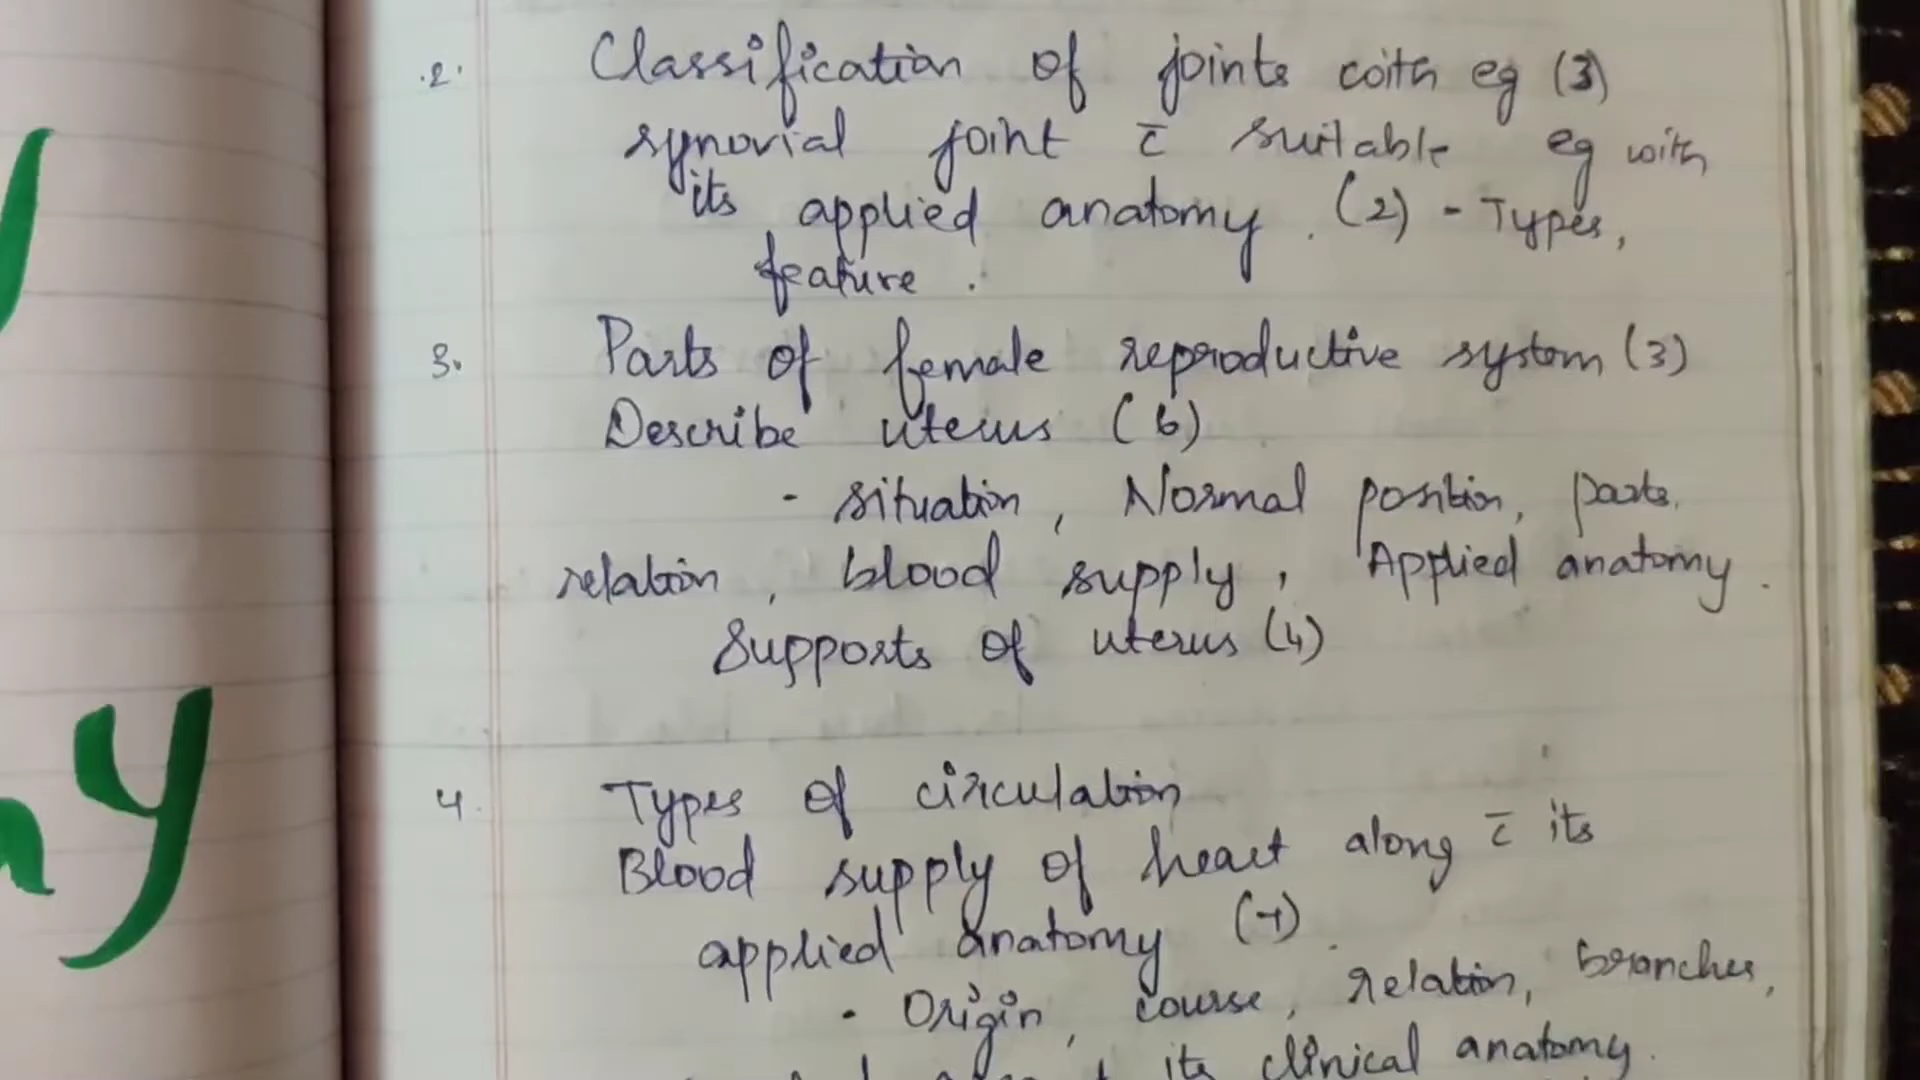 2. Classification of joints with eg (3)
synovial joint c̄ suitable eg with
its applied anatomy. (2) - Types,
feature.
3. Parts of female reproductive system (3)
Describe uterus (6)
- situation, Normal position, parts,
relation, blood supply, Applied anatomy.
Supports of uterus (4)
4. Types of circulation
Blood supply of heart along c̄ its
applied anatomy
- Origin, course, relation, branches,
its clinical anatomy.